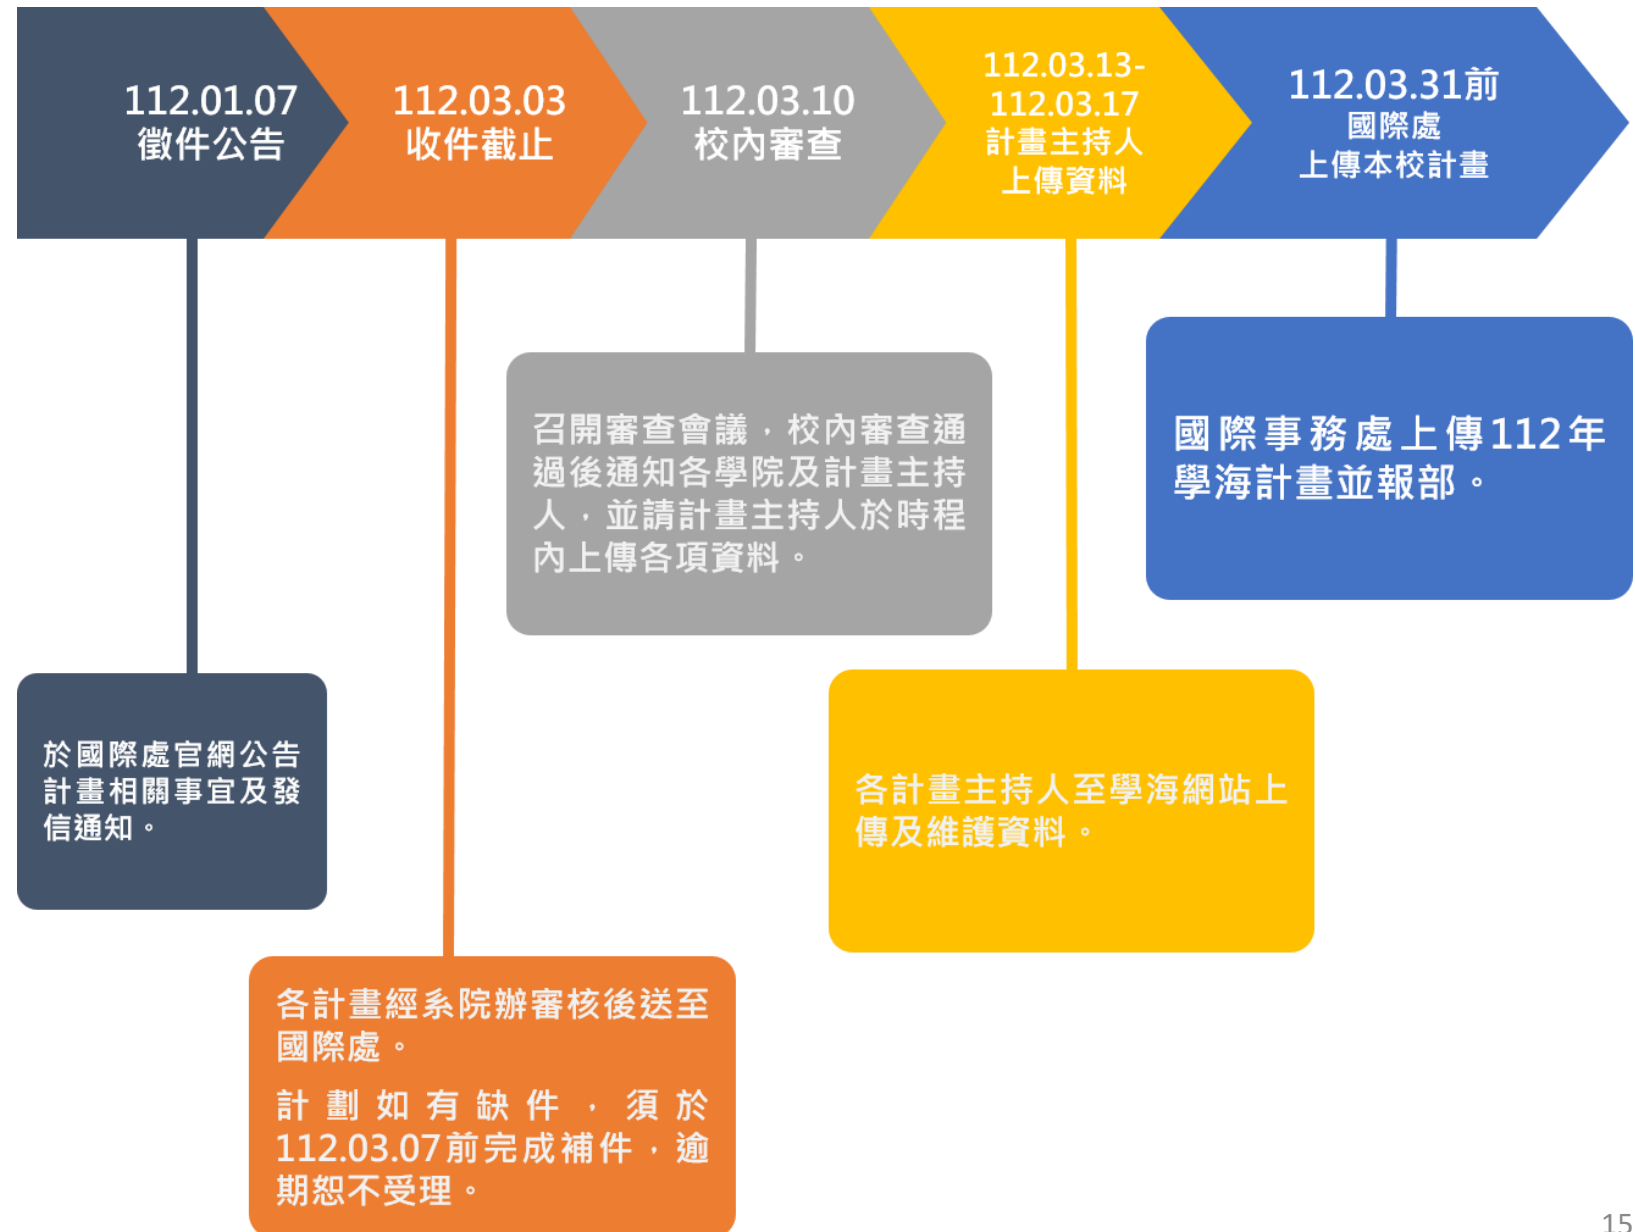 112.01.07
徵件公告
112.03.03
收件截止
112.03.10
校內審查
112.03.13-
112.03.17
計畫主持人
上傳資料
112.03.31前
國際處
上傳本校計畫
於國際處官網公告
計畫相關事宜及發
信通知。
各計畫經系院辦審核後送至
國際處。
計劃如有缺件，須於
112.03.07前完成補件，逾
期恕不受理。
召開審查會議，校內審查通
過後通知各學院及計畫主持
人，並請計畫主持人於時程
內上傳各項資料。
各計畫主持人至學海網站上
傳及維護資料。
國際事務處上傳112年
學海計畫並報部。
15